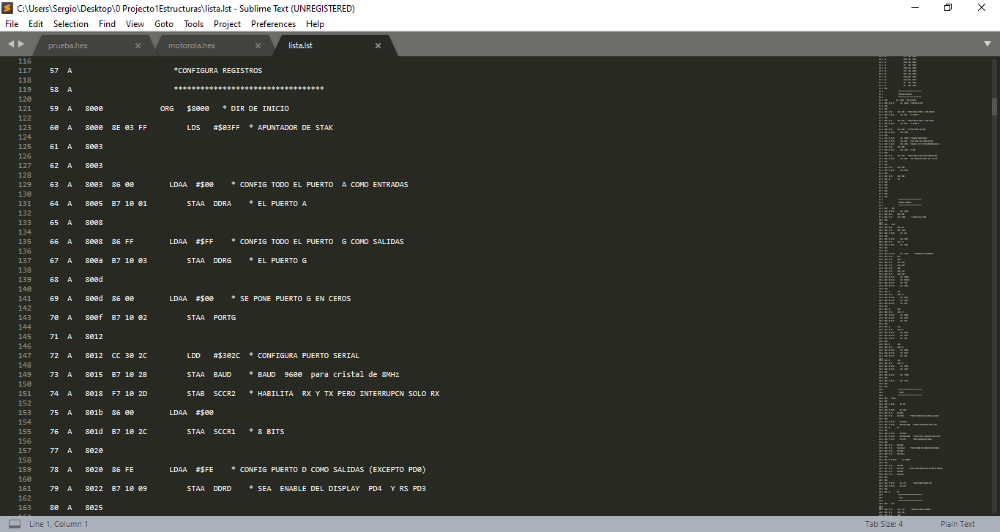 C:\Users\Sergio\Desktop\0 Projecto1Estructuras\lista.lst - Sublime Text (UNREGISTERED)
File Edit Selection Find View Goto Tools Project Preferences Help
prueba.hex motorola.hex lista.lst
116
117 57 A *CONFIGURA REGISTROS
118
119 58 A **********************************
120
121 59 A 8000 ORG $8000 * DIR DE INICIO
122
123 60 A 8000 8E 03 FF LDS #$03FF * APUNTADOR DE STAK
124
125 61 A 8003
126
127 62 A 8003
128
129 63 A 8003 86 00 LDAA #$00 * CONFIG TODO EL PUERTO A COMO ENTRADAS
130
131 64 A 8005 B7 10 01 STAA DDRA * EL PUERTO A
132
133 65 A 8008
134
135 66 A 8008 86 FF LDAA #$FF * CONFIG TODO EL PUERTO G COMO SALIDAS
136
137 67 A 800a B7 10 03 STAA DDRG * EL PUERTO G
138
139 68 A 800d
140
141 69 A 800d 86 00 LDAA #$00 * SE PONE PUERTO G EN CEROS
142
143 70 A 800f B7 10 02 STAA PORTG
144
145 71 A 8012
146
147 72 A 8012 CC 30 2C LDD #$302C * CONFIGURA PUERTO SERIAL
148
149 73 A 8015 B7 10 2B STAA BAUD * BAUD 9600 para cristal de 8MHz
150
151 74 A 8018 F7 10 2D STAB SCCR2 * HABILITA RX Y TX PERO INTERRUPCN SOLO RX
152
153 75 A 801b 86 00 LDAA #$00
154
155 76 A 801d B7 10 2C STAA SCCR1 * 8 BITS
156
157 77 A 8020
158
159 78 A 8020 86 FE LDAA #$FE * CONFIG PUERTO D COMO SALIDAS (EXCEPTO PD0)
160
161 79 A 8022 B7 10 09 STAA DDRD * SEA ENABLE DEL DISPLAY PD4 Y RS PD3
162
163 80 A 8025
Line 1, Column 1 Tab Size: 4 Plain Text